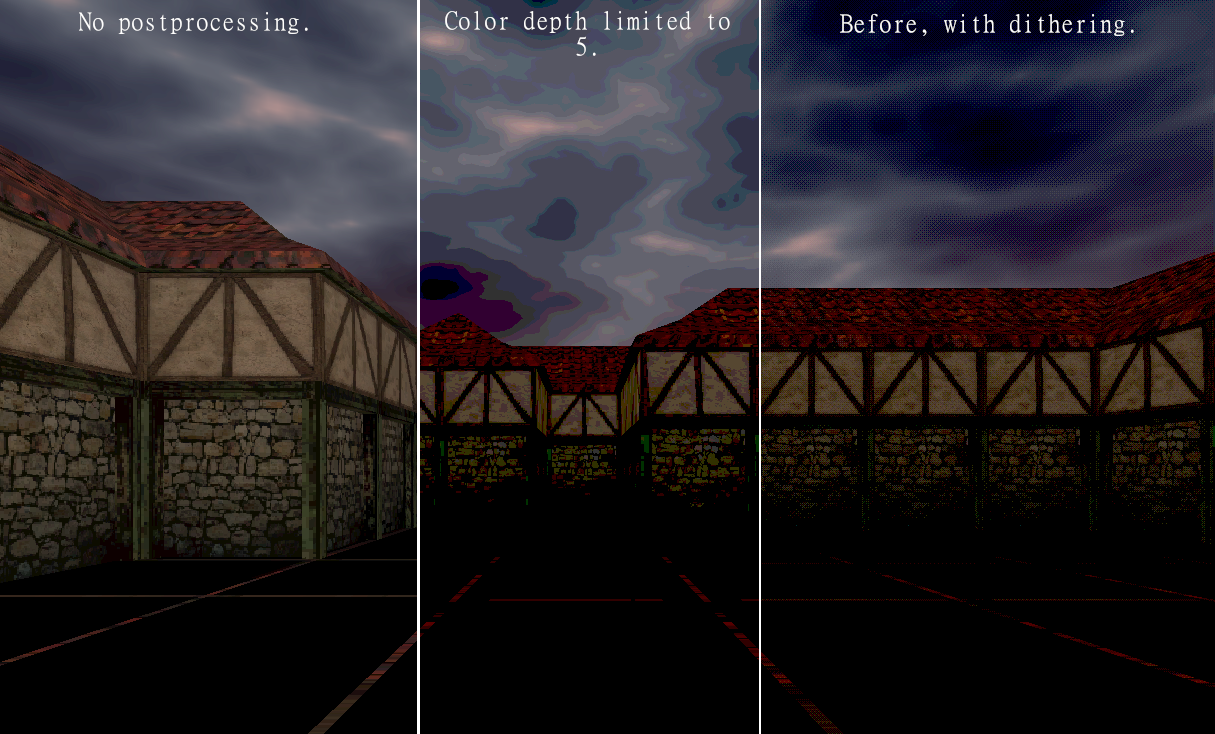 No postprocessing.
Color depth limited to
5.
Before, with dithering.